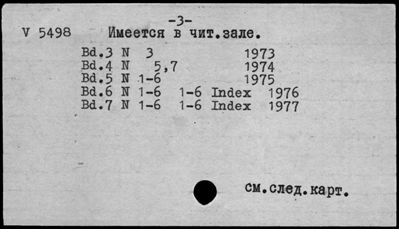 -3-
V 5498 Имеется в чит.зале.
Bd.3 N 3 1973
Bd.4 N 5,7 1974
Bd.5 N 1-6 1975
Bd.6 N 1-6 1-6 Index 1976
Bd.7 N 1-6 1-6 Index 1977
см.след.карт.